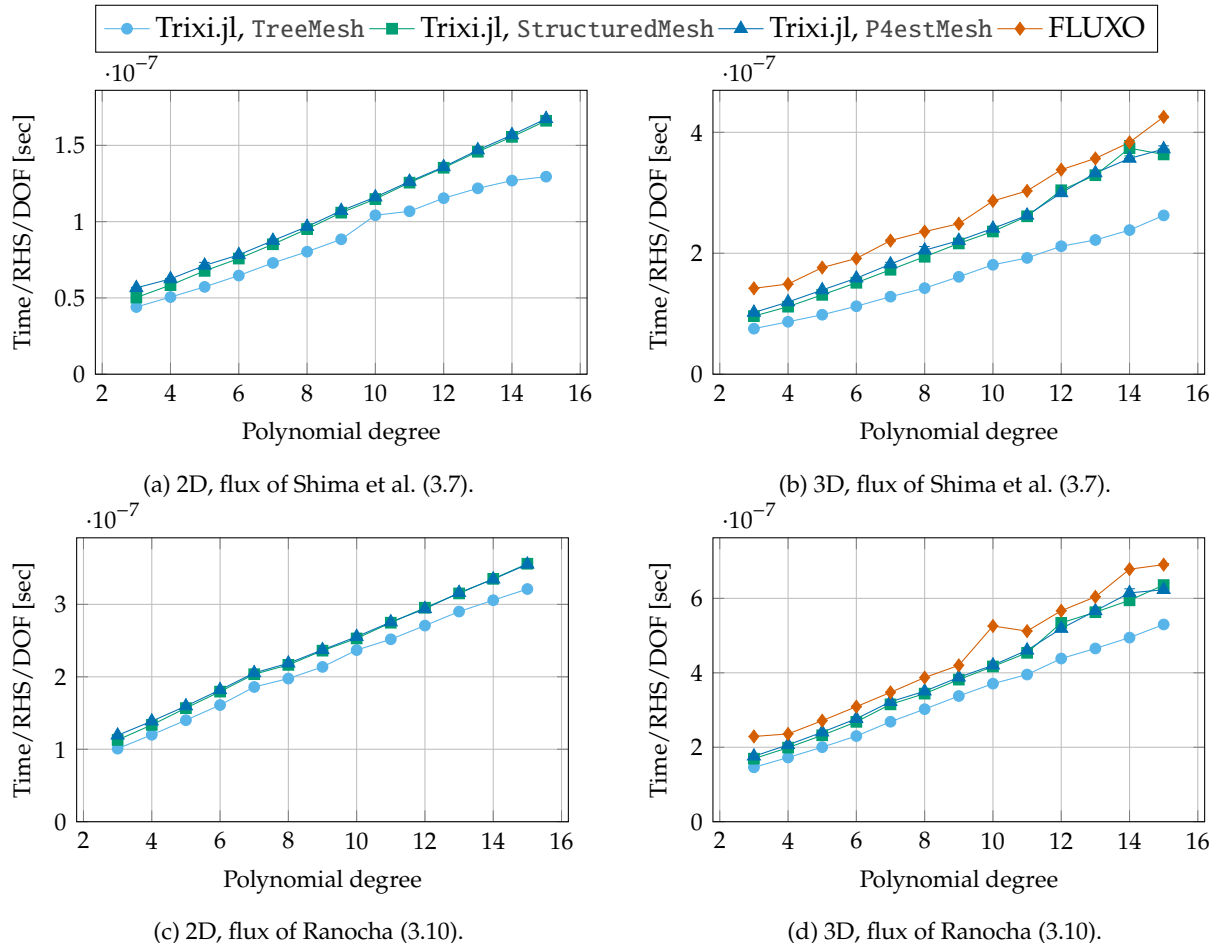 Trixi.jl, TreeMesh Trixi.jl, StructuredMesh Trixi.jl, P4estMesh FLUXO
·10⁻⁷
Time/RHS/DOF [sec]
1.5
1
0.5
0
2 4 6 8 10 12 14 16
Polynomial degree
(a) 2D, flux of Shima et al. (3.7).
·10⁻⁷
Time/RHS/DOF [sec]
4
2
0
2 4 6 8 10 12 14 16
Polynomial degree
(b) 3D, flux of Shima et al. (3.7).
·10⁻⁷
Time/RHS/DOF [sec]
3
2
1
0
2 4 6 8 10 12 14 16
Polynomial degree
(c) 2D, flux of Ranocha (3.10).
·10⁻⁷
Time/RHS/DOF [sec]
6
4
2
0
2 4 6 8 10 12 14 16
Polynomial degree
(d) 3D, flux of Ranocha (3.10).